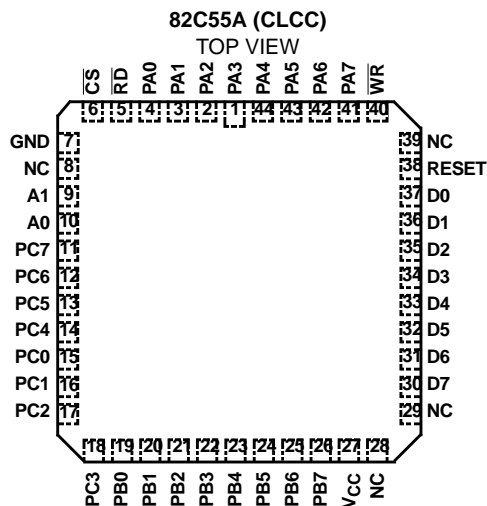 82C55A (CLCC)
TOP VIEW
CS RD PA0 PA1 PA2 PA3 PA4 PA5 PA6 PA7 WR
6 5 4 3 2 1 44 43 42 41 40
GND 7 39 NC
NC 8 38 RESET
A1 9 37 D0
A0 10 36 D1
PC7 11 35 D2
PC6 12 34 D3
PC5 13 33 D4
PC4 14 32 D5
PC0 15 31 D6
PC1 16 30 D7
PC2 17 29 NC
18 19 20 21 22 23 24 25 26 27 28
PC3 PB0 PB1 PB2 PB3 PB4 PB5 PB6 PB7 VCC NC